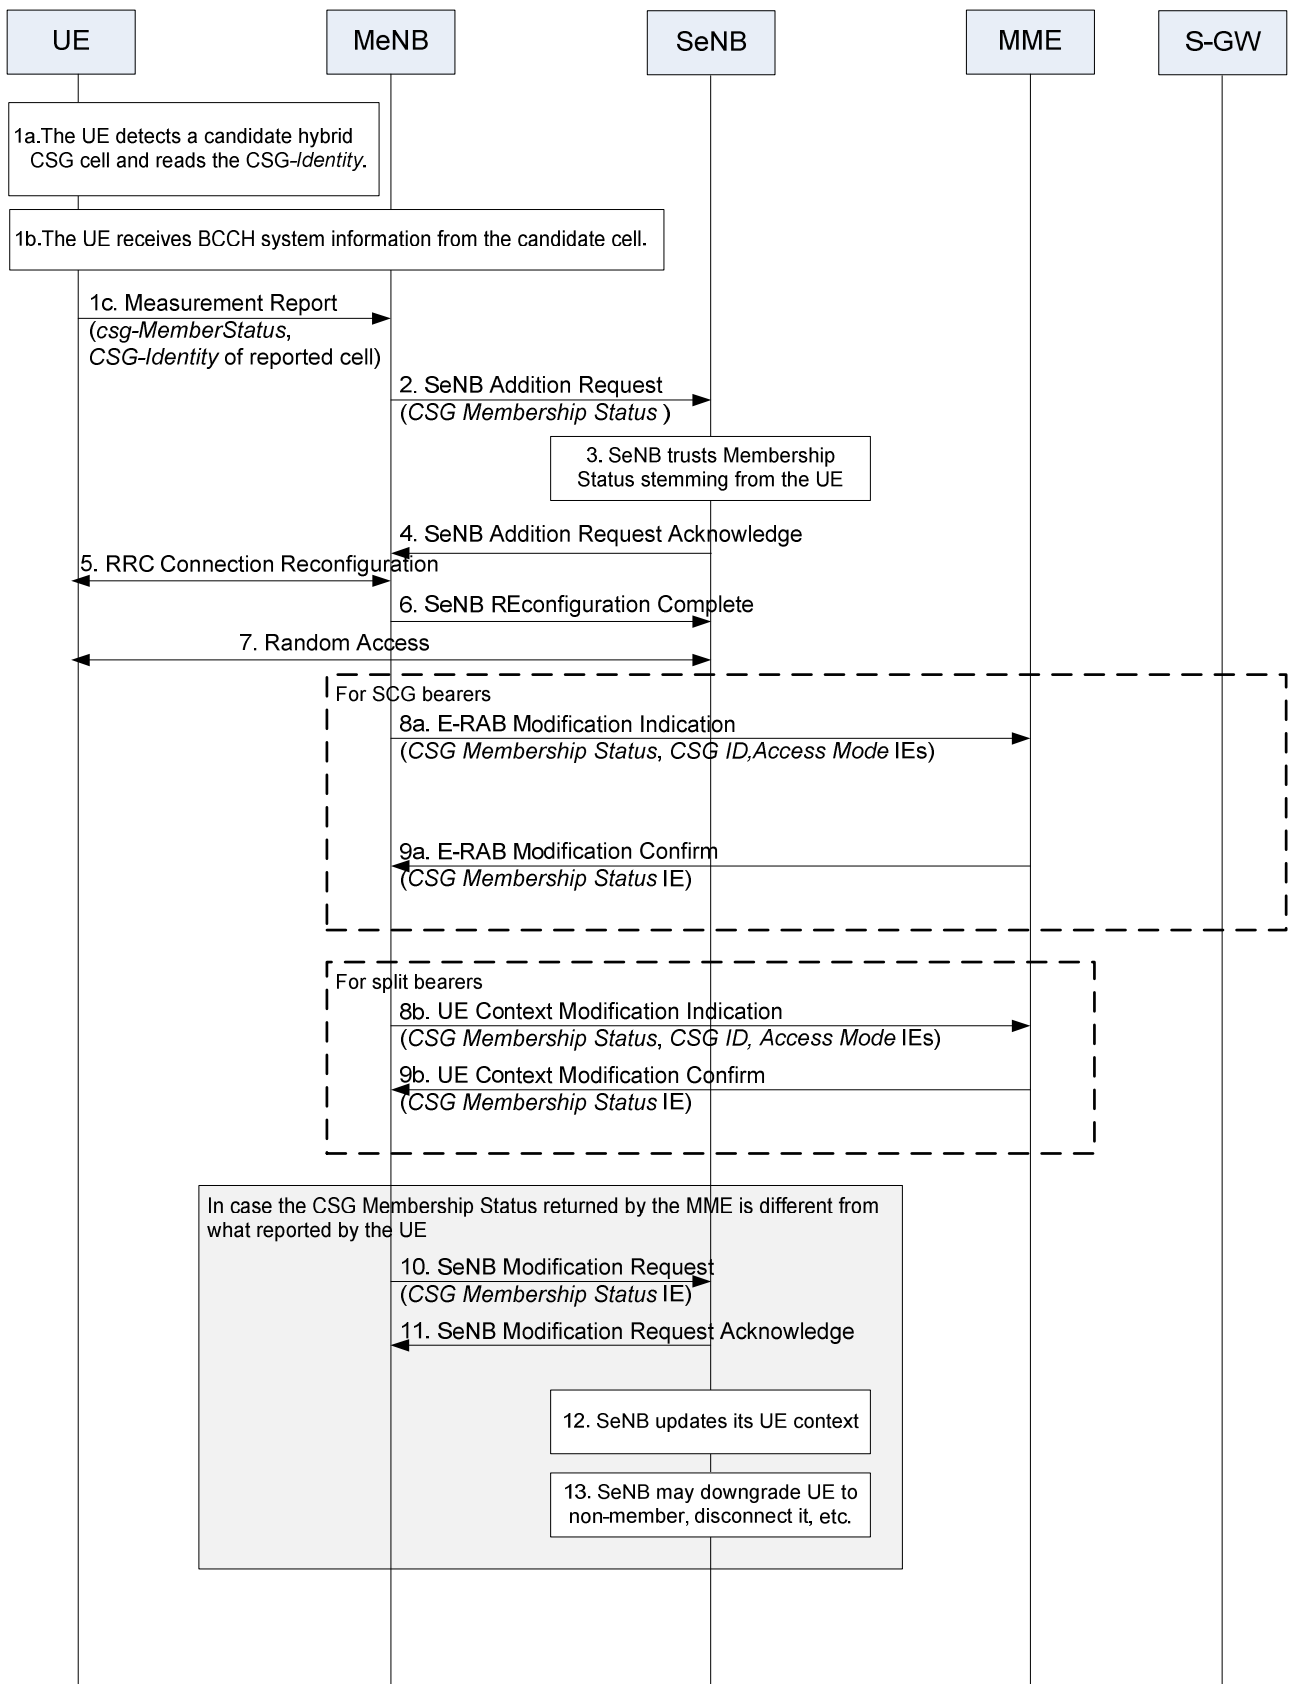 UE
MeNB
SeNB
MME
S-GW
1a.The UE detects a candidate hybrid
CSG cell and reads the CSG-Identity.
1b.The UE receives BCCH system information from the candidate cell.
1c. Measurement Report
(csg-MemberStatus,
CSG-Identity of reported cell)
2. SeNB Addition Request
(CSG Membership Status )
3. SeNB trusts Membership
Status stemming from the UE
4. SeNB Addition Request Acknowledge
5. RRC Connection Reconfiguration
6. SeNB REconfiguration Complete
7. Random Access
For SCG bearers
8a. E-RAB Modification Indication
(CSG Membership Status, CSG ID,Access Mode IEs)
9a. E-RAB Modification Confirm
(CSG Membership Status IE)
For split bearers
8b. UE Context Modification Indication
(CSG Membership Status, CSG ID, Access Mode IEs)
9b. UE Context Modification Confirm
(CSG Membership Status IE)
In case the CSG Membership Status returned by the MME is different from
what reported by the UE
10. SeNB Modification Request
(CSG Membership Status IE)
11. SeNB Modification Request Acknowledge
12. SeNB updates its UE context
13. SeNB may downgrade UE to
non-member, disconnect it, etc.